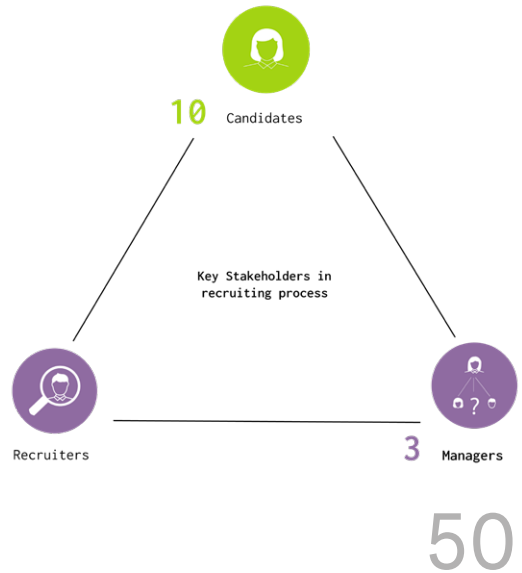 10 Candidates
Key Stakeholders in
recruiting process
?
Recruiters
3 Managers
50